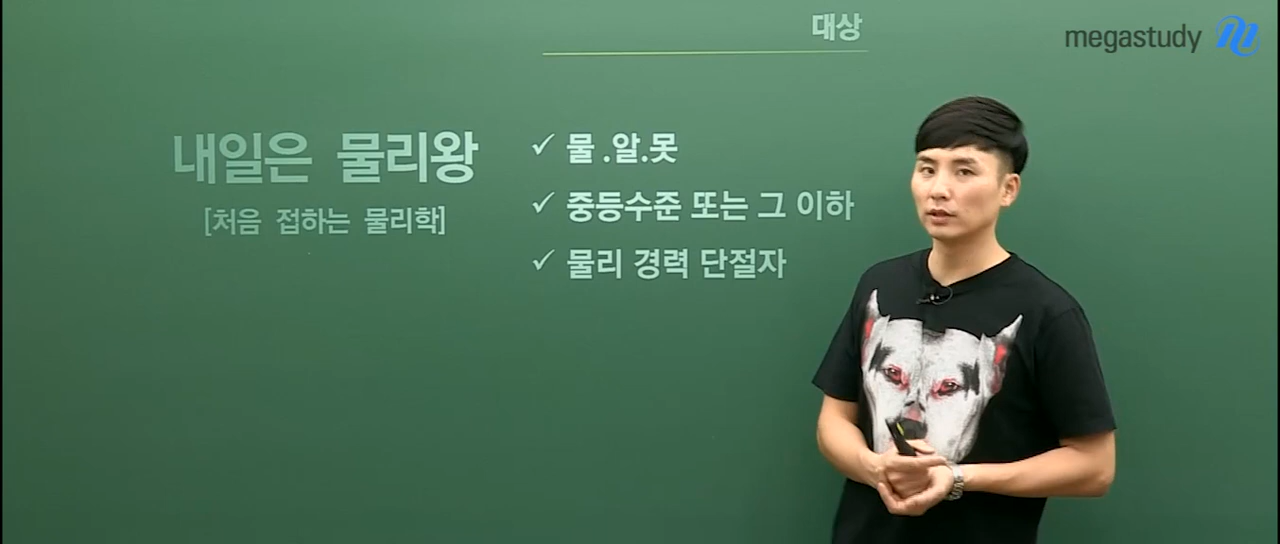 대상
megastudy
내일은 물리왕
[처음 접하는 물리학]
✓ 물.알.못
✓ 중등수준 또는 그 이하
✓ 물리 경력 단절자